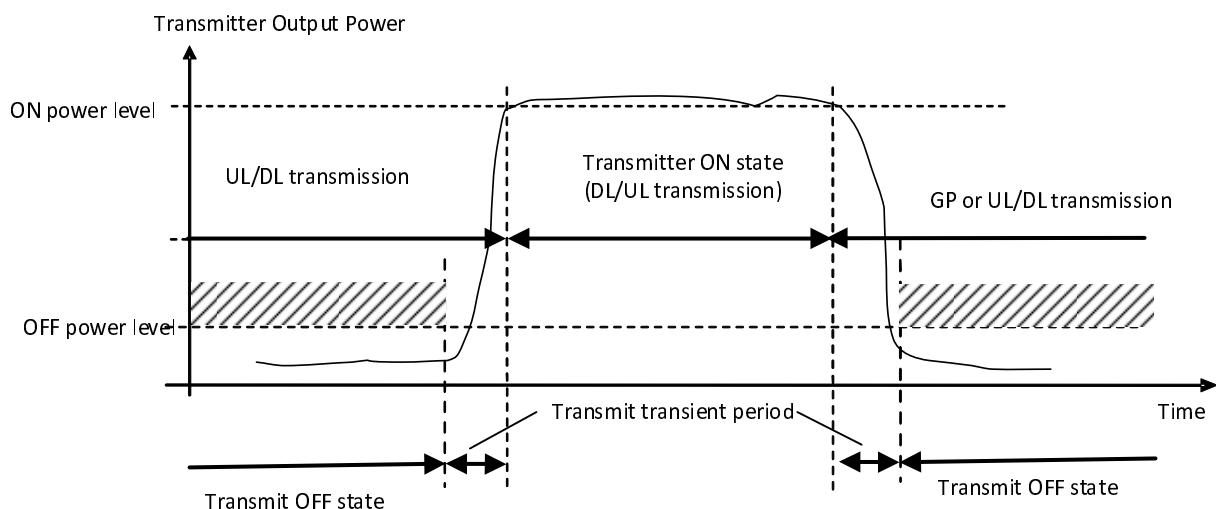 Transmitter Output Power
ON power level
UL/DL transmission
Transmitter ON state
(DL/UL transmission)
GP or UL/DL transmission
OFF power level
Transmit transient period
Time
Transmit OFF state
Transmit OFF state